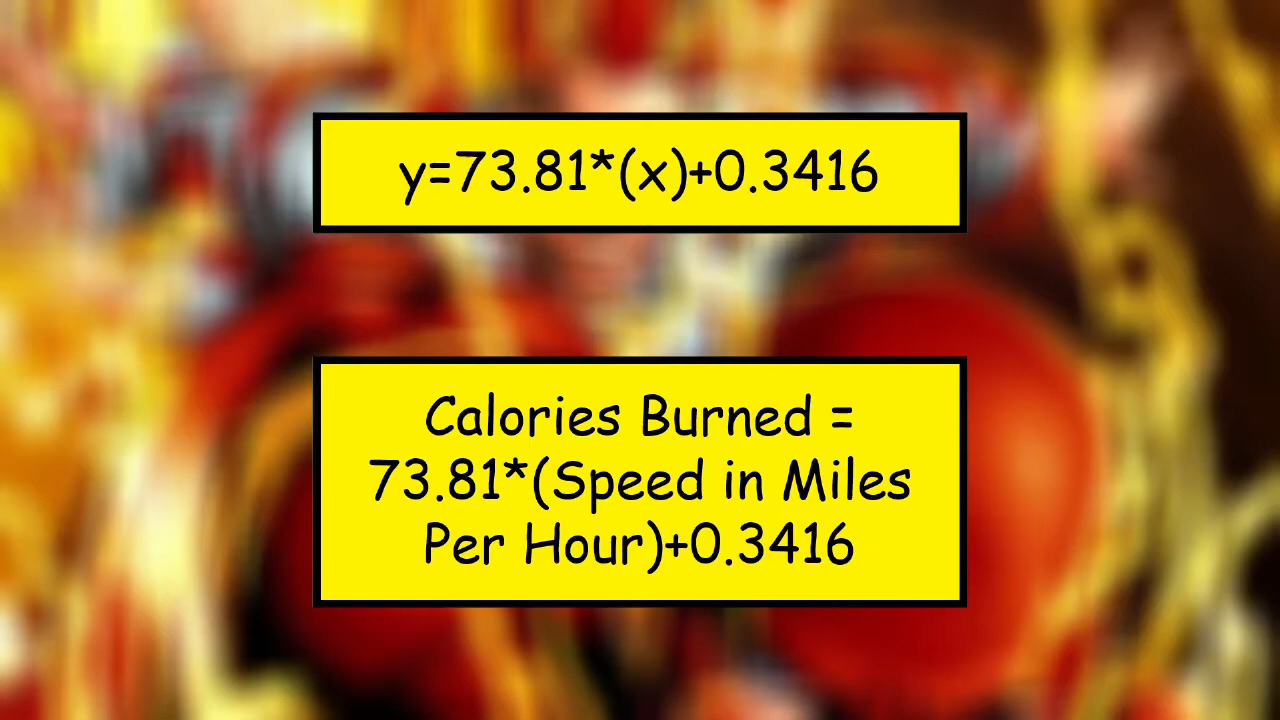 y=73.81*(x)+0.3416
Calories Burned =
73.81*(Speed in Miles
Per Hour)+0.3416